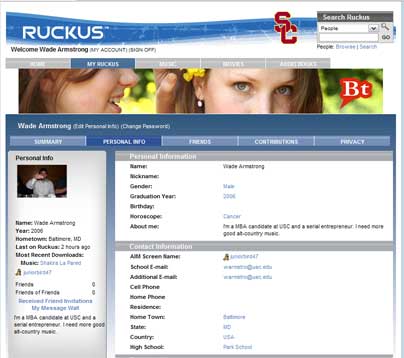 RUCKUS
SC
Search Ruckus
People
GO
People: Browse | Search
Welcome Wade Armstrong (MY ACCOUNT) (SIGN OFF)
HOME MY RUCKUS MUSIC MOVIES AUDIO BOOKS
Bt
Wade Armstrong (Edit Personal Info) (Change Password)
SUMMARY PERSONAL INFO FRIENDS CONTRIBUTIONS PRIVACY
Personal Info
Name: Wade Armstrong
Year: 2006
Hometown: Baltimore, MD
Last on Ruckus: 2 hours ago
Most Recent Downloads:
Music: Shakira La Pared
juniorbird47
Friends 0
Friends of Friends 0
Received Friend Invitations
My Message Wall
I'm a MBA candidate at USC and a
serial entrepreneur. I need more good
alt-country music.
Personal Information
Name: Wade Armstrong
Nickname:
Gender: Male
Graduation Year: 2006
Birthday:
Horoscope: Cancer
About me: I'm a MBA candidate at USC and a serial entrepreneur. I need more
good alt-country music.
Contact Information
AIM Screen Name: juniorbird47
School E-mail: @usc.edu
Additional E-mail: @usc.edu
Cell Phone
Home Phone
Residence:
Home Town: Baltimore
State: MD
Country: USA
High School: Park School